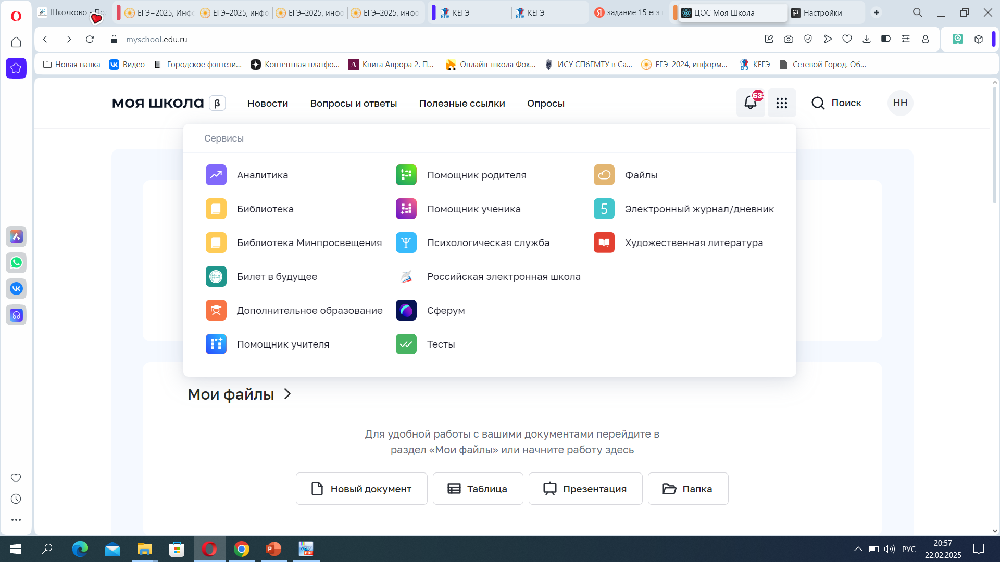 Школково - По
ЕГЭ–2025, Инфо
ЕГЭ–2025, инфо
ЕГЭ–2025, инфо
ЕГЭ–2025, инфо
КЕГЭ
КЕГЭ
задание 15 егэ
ЦОС Моя Школа
Настройки
myschool.edu.ru
Новая папка
Видео
Городское фэнтези...
Контентная платфо...
Книга Аврора 2. П...
Онлайн-школа Фок...
ИСУ СПбГМТУ в Са...
ЕГЭ–2024, информ...
КЕГЭ
Сетевой Город. Об...
моя школа β
Новости
Вопросы и ответы
Полезные ссылки
Опросы
63
Поиск
НН
Сервисы
Аналитика
Помощник родителя
Файлы
Библиотека
Помощник ученика
5 Электронный журнал/дневник
Библиотека Минпросвещения
Психологическая служба
Художественная литература
Билет в будущее
Российская электронная школа
Дополнительное образование
Сферум
Помощник учителя
Тесты
Мои файлы
Для удобной работы с вашими документами перейдите в
раздел «Мои файлы» или начните работу здесь
Новый документ
Таблица
Презентация
Папка
РУС
20:57
22.02.2025